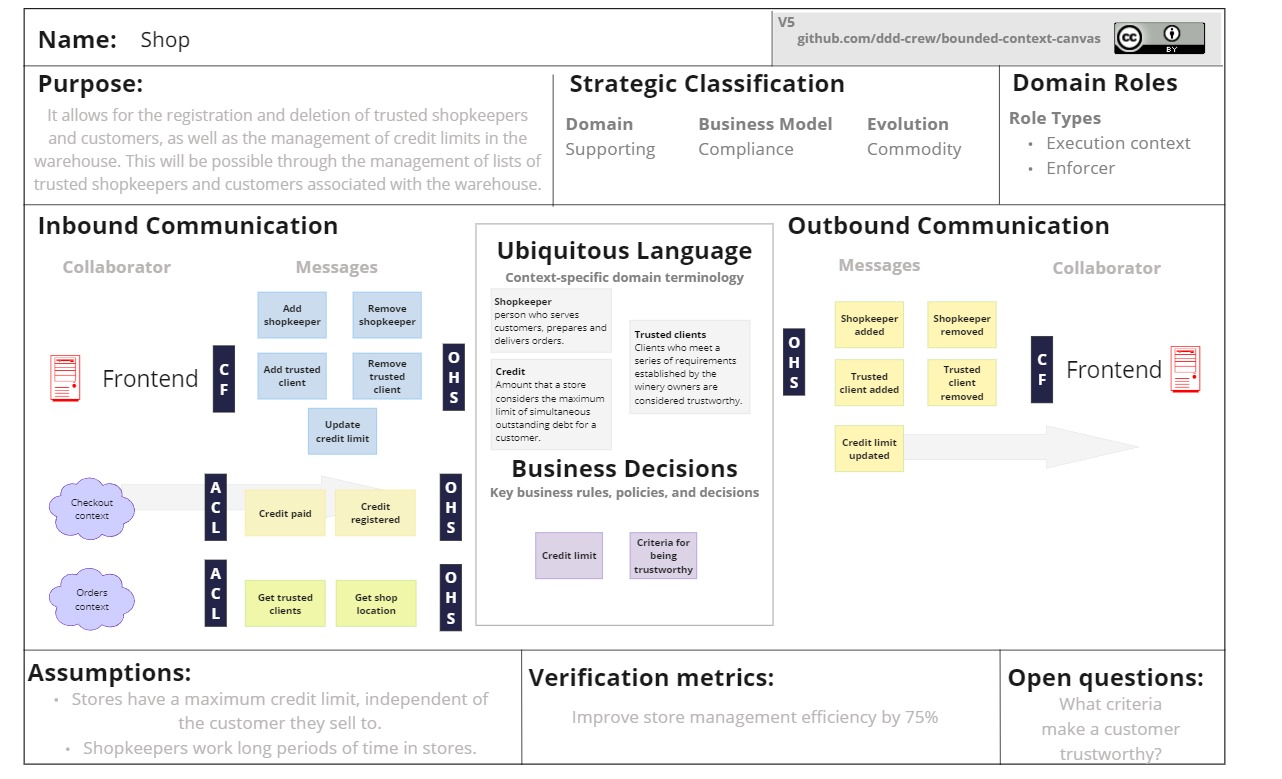 Name: Shop
V5
github.com/ddd-crew/bounded-context-canvas
cc
BY
Purpose:
It allows for the registration and deletion of trusted shopkeepers
and customers, as well as the management of credit limits in the
warehouse. This will be possible through the management of lists of
trusted shopkeepers and customers associated with the warehouse.
Strategic Classification
Domain
Supporting
Business Model
Compliance
Evolution
Commodity
Domain Roles
Role Types
• Execution context
• Enforcer
Inbound Communication
Collaborator
Messages
Frontend
C
F
Add
shopkeeper
Remove
shopkeeper
Add trusted
client
Remove
trusted
client
Update
credit limit
O
H
S
Checkout
context
A
C
L
Credit paid
Credit
registered
O
H
S
Orders
context
A
C
L
Get trusted
clients
Get shop
location
O
H
S
Ubiquitous Language
Context-specific domain terminology
Shopkeeper
person who serves
customers, prepares and
delivers orders.
Credit
Amount that a store
considers the maximum
limit of simultaneous
outstanding debt for a
customer.
Trusted clients
Clients who meet a
series of requirements
established by the
winery owners are
considered trustworthy.
Business Decisions
Key business rules, policies, and decisions
Credit limit
Criteria for
being
trustworthy
Outbound Communication
Messages
Collaborator
O
H
S
Shopkeeper
added
Shopkeeper
removed
Trusted
client added
Trusted
client
removed
Credit limit
updated
C
F
Frontend
Assumptions:
• Stores have a maximum credit limit, independent of
the customer they sell to.
• Shopkeepers work long periods of time in stores.
Verification metrics:
Improve store management efficiency by 75%
Open questions:
What criteria
make a customer
trustworthy?